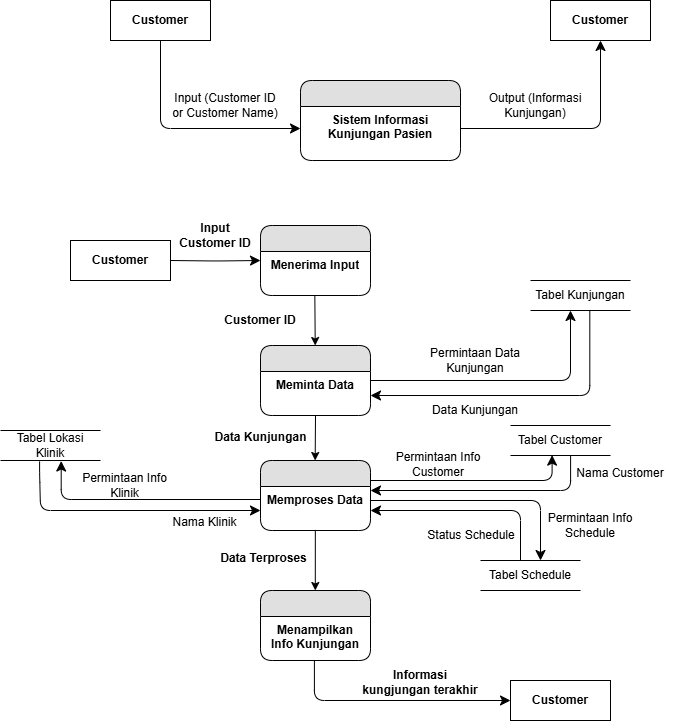 Customer
Customer
Input (Customer ID
or Customer Name)
Output (Informasi
Kunjungan)
Sistem Informasi
Kunjungan Pasien
Input
Customer ID
Customer
Menerima Input
Customer ID
Tabel Kunjungan
Permintaan Data
Kunjungan
Meminta Data
Data Kunjungan
Data Kunjungan
Tabel Lokasi
Klinik
Tabel Customer
Permintaan Info
Customer
Nama Customer
Permintaan Info
Klinik
Memproses Data
Nama Klinik
Status Schedule
Permintaan Info
Schedule
Data Terproses
Tabel Schedule
Menampilkan
Info Kunjungan
Informasi
kungjungan terakhir
Customer